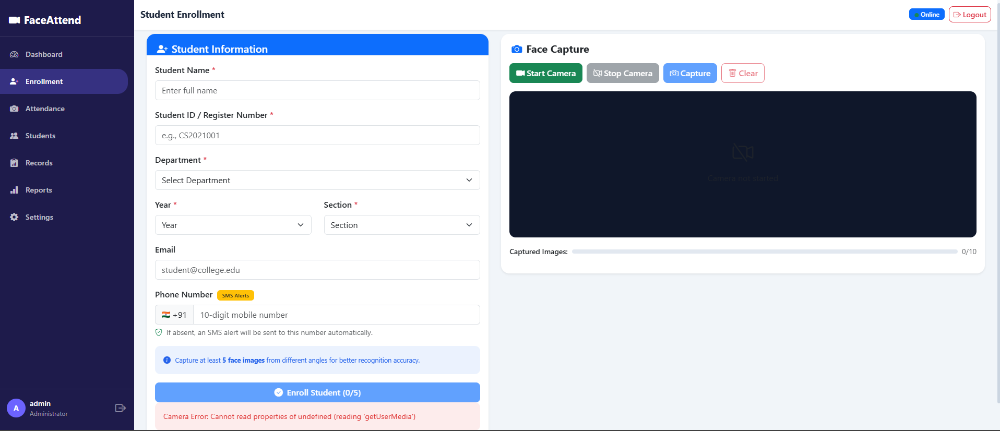 FaceAttend
Dashboard
Enrollment
Attendance
Students
Records
Reports
Settings
A
admin
Administrator
Student Enrollment
Online
Logout
Student Information
Student Name *
Enter full name
Student ID / Register Number *
e.g., CS2021001
Department *
Select Department
Year *
Section *
Year
Section
Email
student@college.edu
Phone Number SMS Alerts
+91 10-digit mobile number
If absent, an SMS alert will be sent to this number automatically.
Capture at least 5 face images from different angles for better recognition accuracy.
Enroll Student (0/5)
Camera Error: Cannot read properties of undefined (reading 'getUserMedia')
Face Capture
Start Camera
Stop Camera
Capture
Clear
Camera not started
Captured Images: 0/10